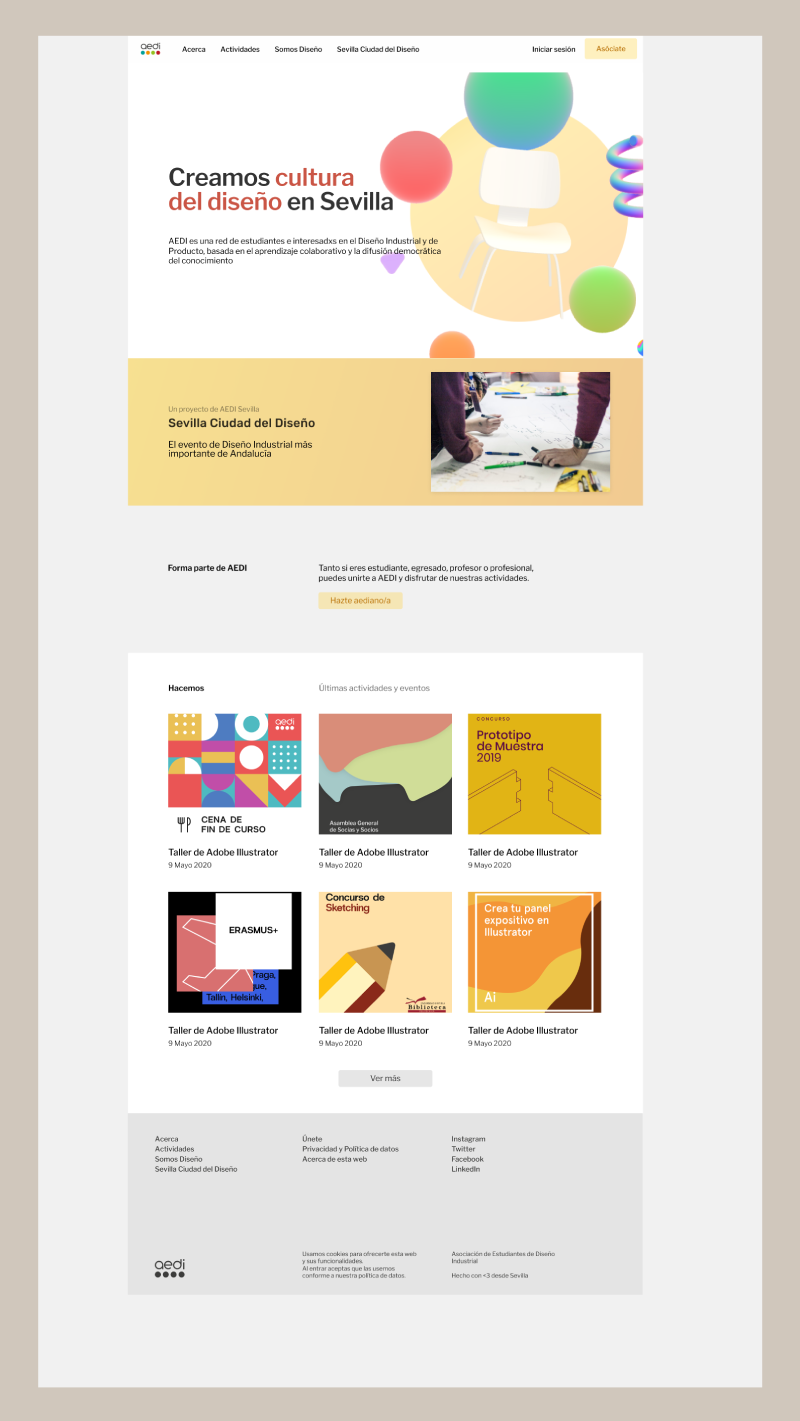 aedi
Acerca
Actividades
Somos Diseño
Sevilla Ciudad del Diseño
Iniciar sesión
Asóciate
Creamos cultura
del diseño en Sevilla
AEDI es una red de estudiantes e interesadxs en el Diseño Industrial y de
Producto, basada en el aprendizaje colaborativo y la difusión democrática
del conocimiento
Un proyecto de AEDI Sevilla
Sevilla Ciudad del Diseño
El evento de Diseño Industrial más
importante de Andalucía
Forma parte de AEDI
Tanto si eres estudiante, egresado, profesor o profesional,
puedes unirte a AEDI y disfrutar de nuestras actividades.
Hazte aediano/a
Hacemos
Últimas actividades y eventos
aedi
CENA DE
FIN DE CURSO
Taller de Adobe Illustrator
9 Mayo 2020
Asamblea General
de Socias y Socios
Taller de Adobe Illustrator
9 Mayo 2020
CONCURSO
Prototipo
de Muestra
2019
Taller de Adobe Illustrator
9 Mayo 2020
ERASMUS+
Praga,
que,
Tallín, Helsinki,
Taller de Adobe Illustrator
9 Mayo 2020
Concurso de
Sketching
Biblioteca
Taller de Adobe Illustrator
9 Mayo 2020
Crea tu panel
expositivo en
Illustrator
Ai
Taller de Adobe Illustrator
9 Mayo 2020
Ver más
Acerca
Actividades
Somos Diseño
Sevilla Ciudad del Diseño
Únete
Privacidad y Política de datos
Acerca de esta web
Instagram
Twitter
Facebook
LinkedIn
aedi
Usamos cookies para ofrecerte esta web
y sus funcionalidades.
Al entrar aceptas que las usemos
conforme a nuestra política de datos.
Asociación de Estudiantes de Diseño
Industrial
Hecho con <3 desde Sevilla